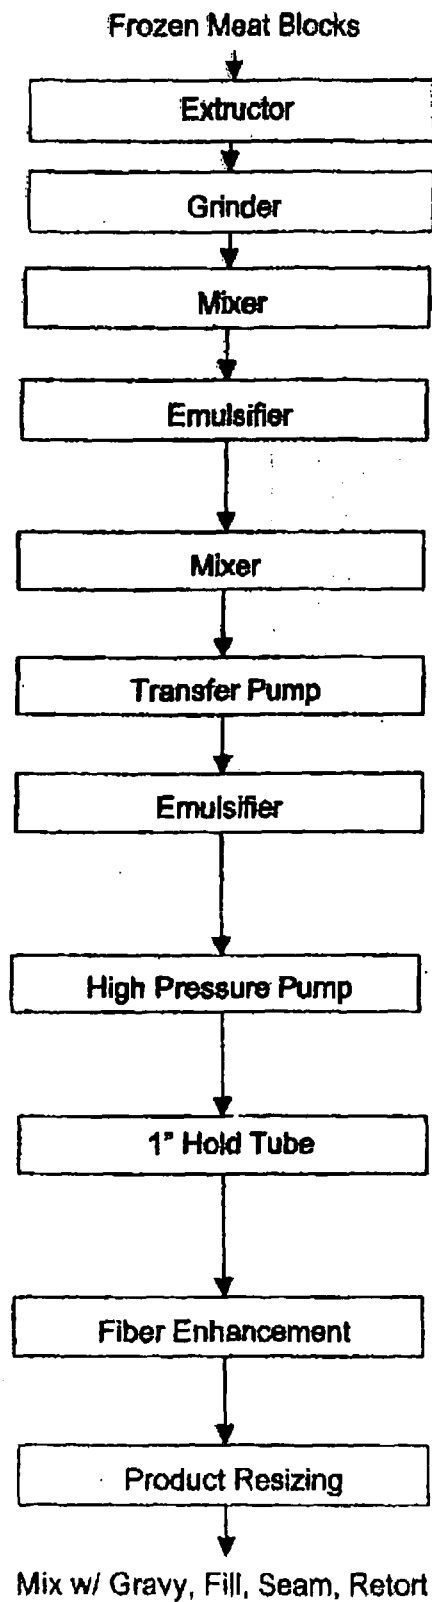 Frozen Meat Blocks
Extructor
Grinder
Mixer
Emulsifier
Mixer
Transfer Pump
Emulsifier
High Pressure Pump
1" Hold Tube
Fiber Enhancement
Product Resizing
Mix w/ Gravy, Fill, Seam, Retort